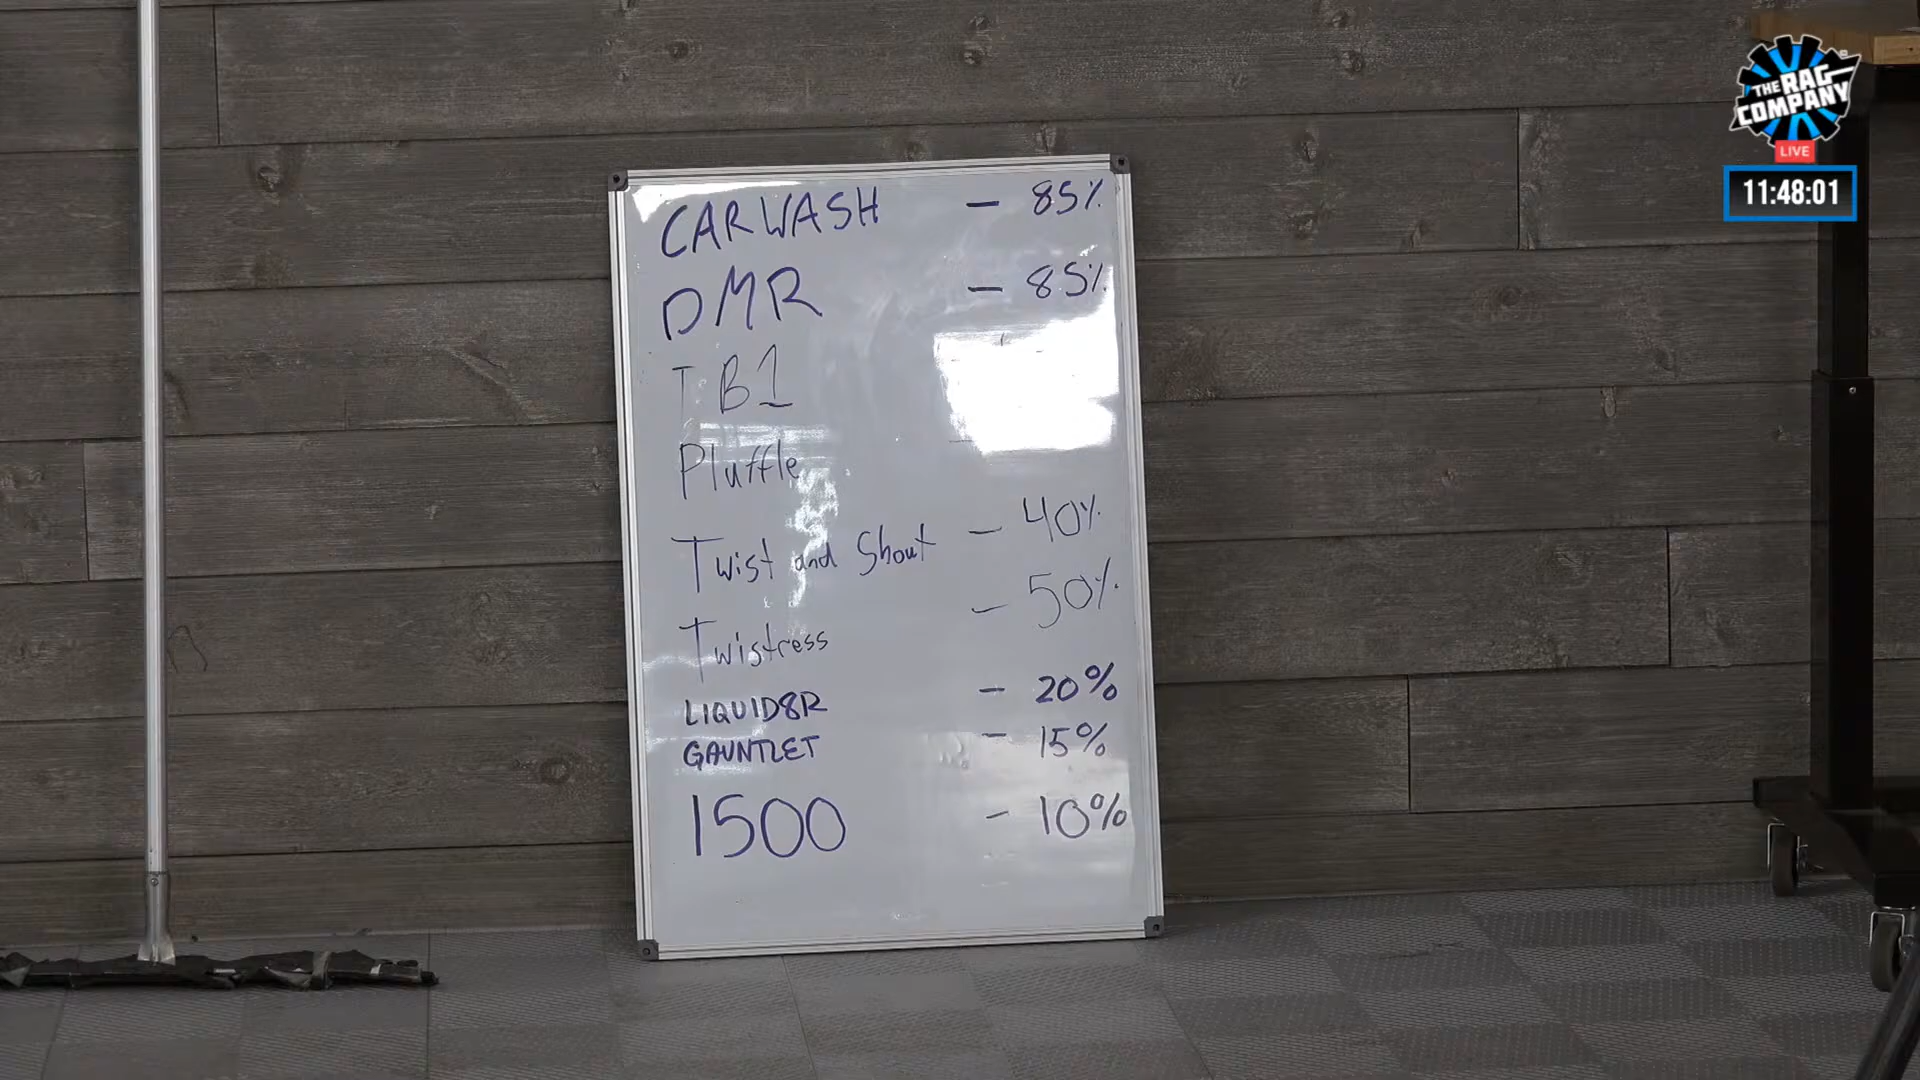 THE RAG
COMPANY
LIVE
11:48:01
CARWASH - 85%
DMR - 85%
T B1
Pluffle
Twist and Shout - 40%
Twistress - 50%
LIQUID8R - 20%
GAUNTLET - 15%
1500 - 10%